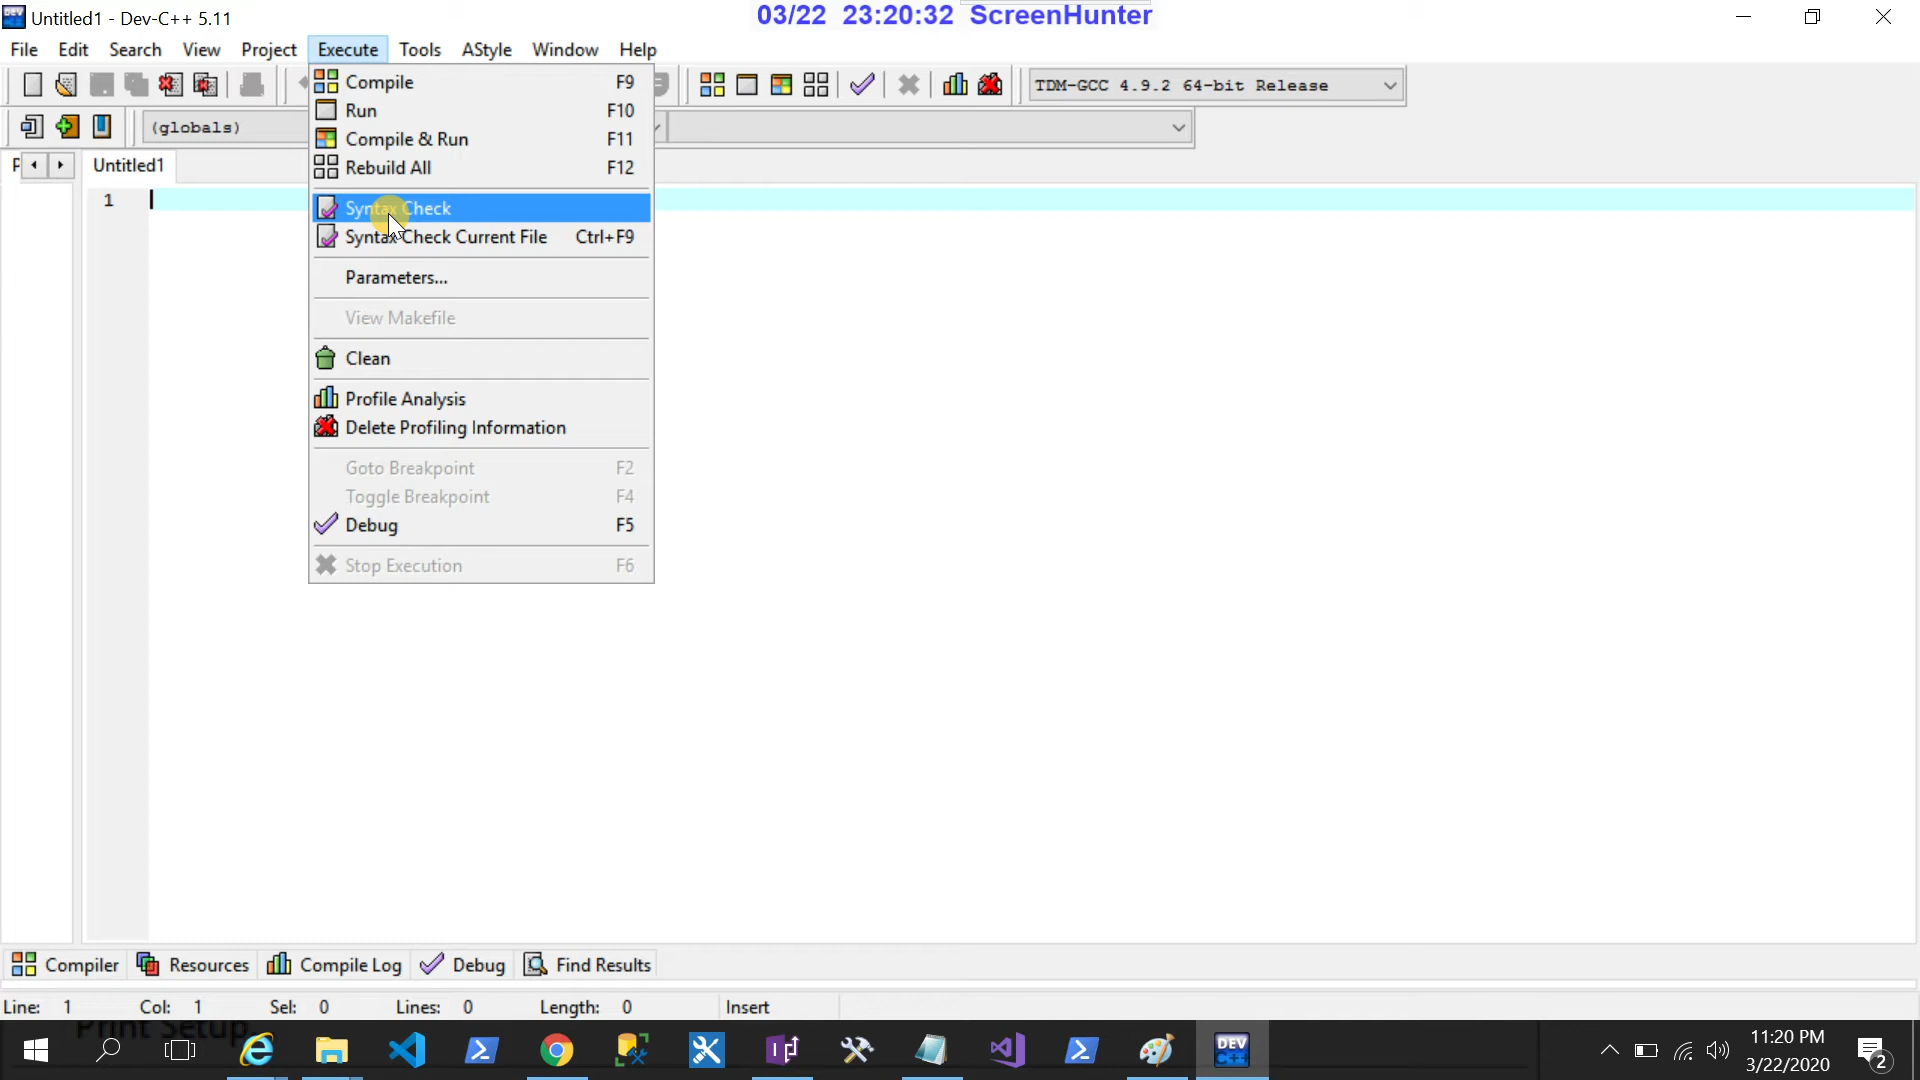 Untitled1 - Dev-C++ 5.11
03/22 23:20:32 ScreenHunter
File Edit Search View Project Execute Tools AStyle Window Help
TDM-GCC 4.9.2 64-bit Release
(globals)
Untitled1
1
Compile F9
Run F10
Compile & Run F11
Rebuild All F12
Syntax Check
Syntax Check Current File Ctrl+F9
Parameters...
View Makefile
Clean
Profile Analysis
Delete Profiling Information
Goto Breakpoint F2
Toggle Breakpoint F4
Debug F5
Stop Execution F6
Compiler Resources Compile Log Debug Find Results
Line: 1 Col: 1 Sel: 0 Lines: 0 Length: 0 Insert
Print Setup
DEV C++
11:20 PM
3/22/2020
2